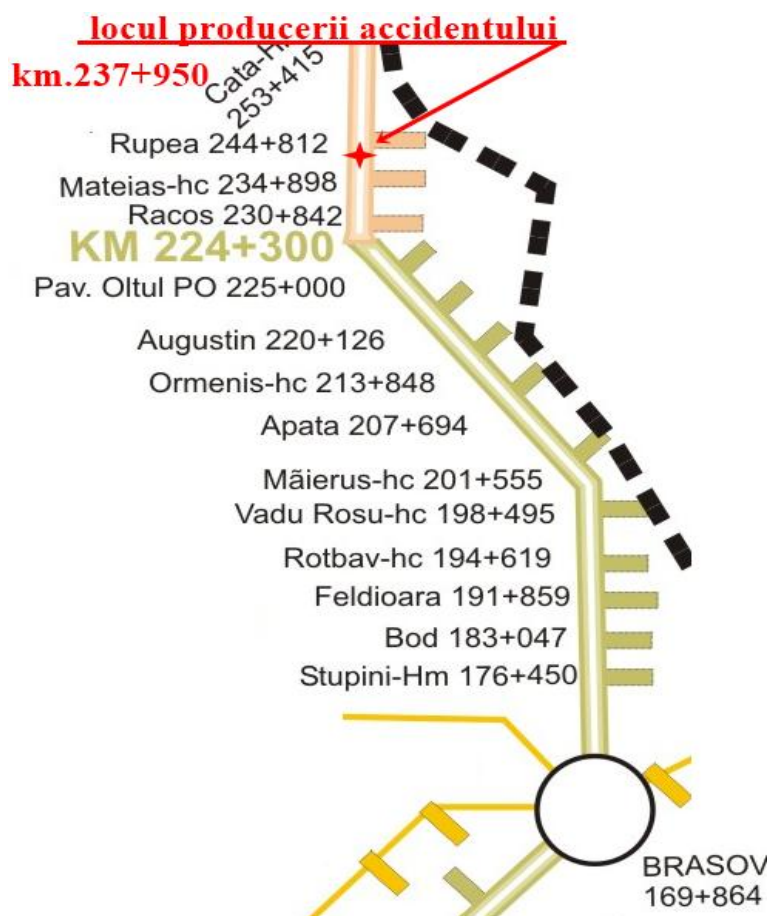 locul producerii accidentului
km.237+950
Cata-H
253+415
Rupea 244+812
Mateias-hc 234+898
Racos 230+842
KM 224+300
Pav. Oltul PO 225+000
Augustin 220+126
Ormenis-hc 213+848
Apata 207+694
Mãierus-hc 201+555
Vadu Rosu-hc 198+495
Rotbav-hc 194+619
Feldioara 191+859
Bod 183+047
Stupini-Hm 176+450
BRASOV
169+864